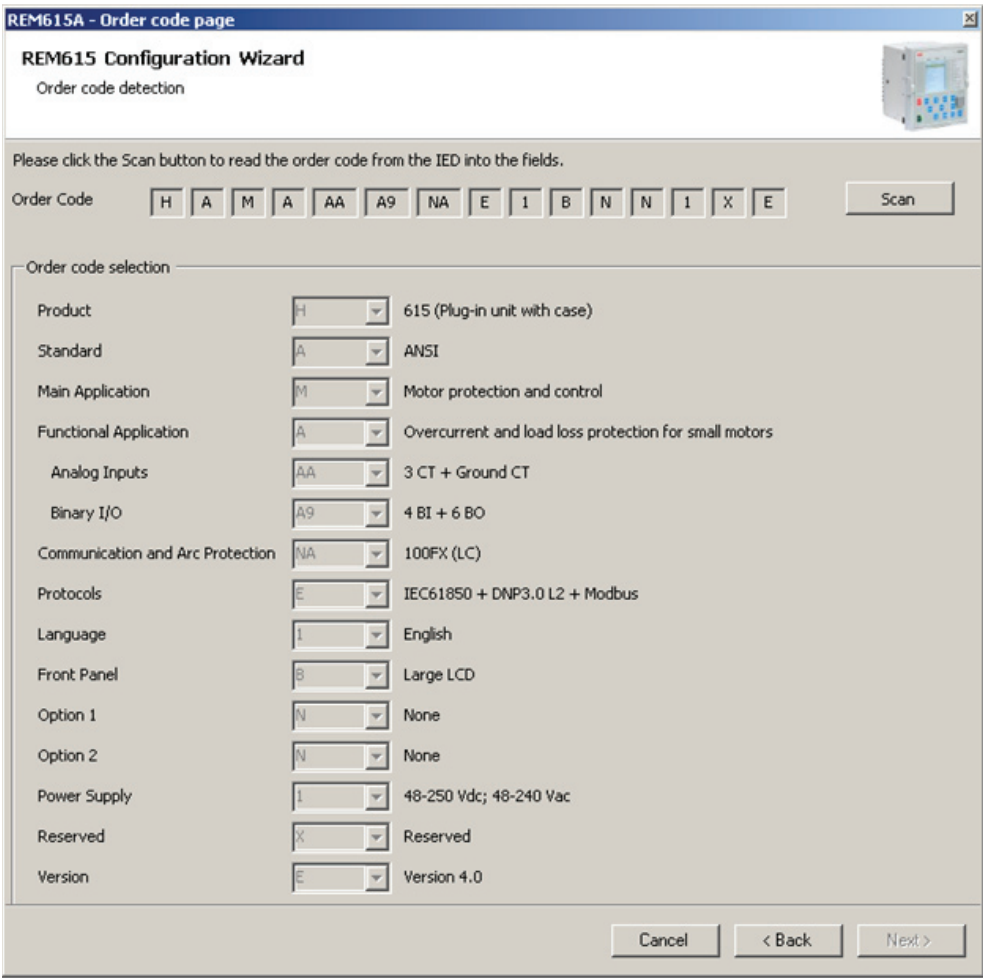 REM615A - Order code page
REM615 Configuration Wizard
Order code detection
Please click the Scan button to read the order code from the IED into the fields.
Order Code H A M A AA A9 NA E 1 B N N 1 X E Scan
Order code selection
Product H 615 (Plug-in unit with case)
Standard A ANSI
Main Application M Motor protection and control
Functional Application A Overcurrent and load loss protection for small motors
Analog Inputs AA 3 CT + Ground CT
Binary I/O A9 4 BI + 6 BO
Communication and Arc Protection NA 100FX (LC)
Protocols E IEC61850 + DNP3.0 L2 + Modbus
Language 1 English
Front Panel B Large LCD
Option 1 N None
Option 2 N None
Power Supply 1 48-250 Vdc; 48-240 Vac
Reserved X Reserved
Version E Version 4.0
Cancel < Back Next >